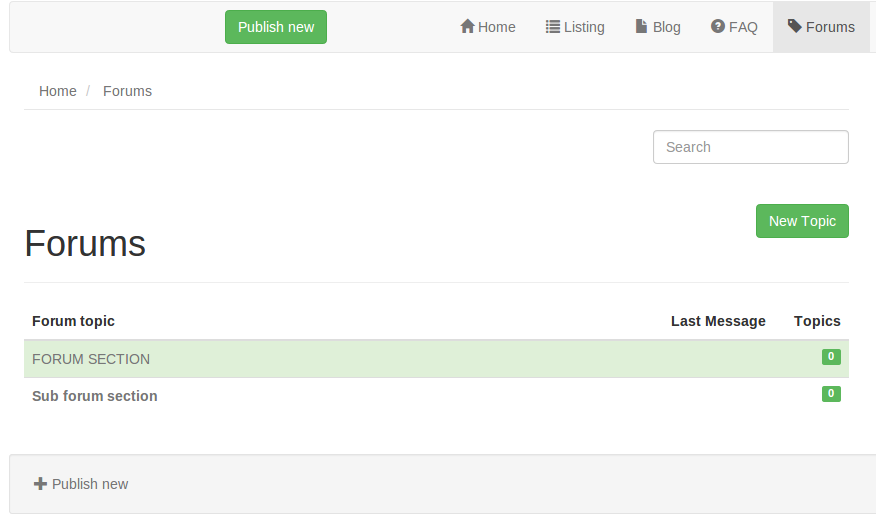 Publish new Home Listing Blog FAQ Forums
Home / Forums
Search
New Topic
Forums
Forum topic Last Message Topics
FORUM SECTION 0
Sub forum section 0
Publish new